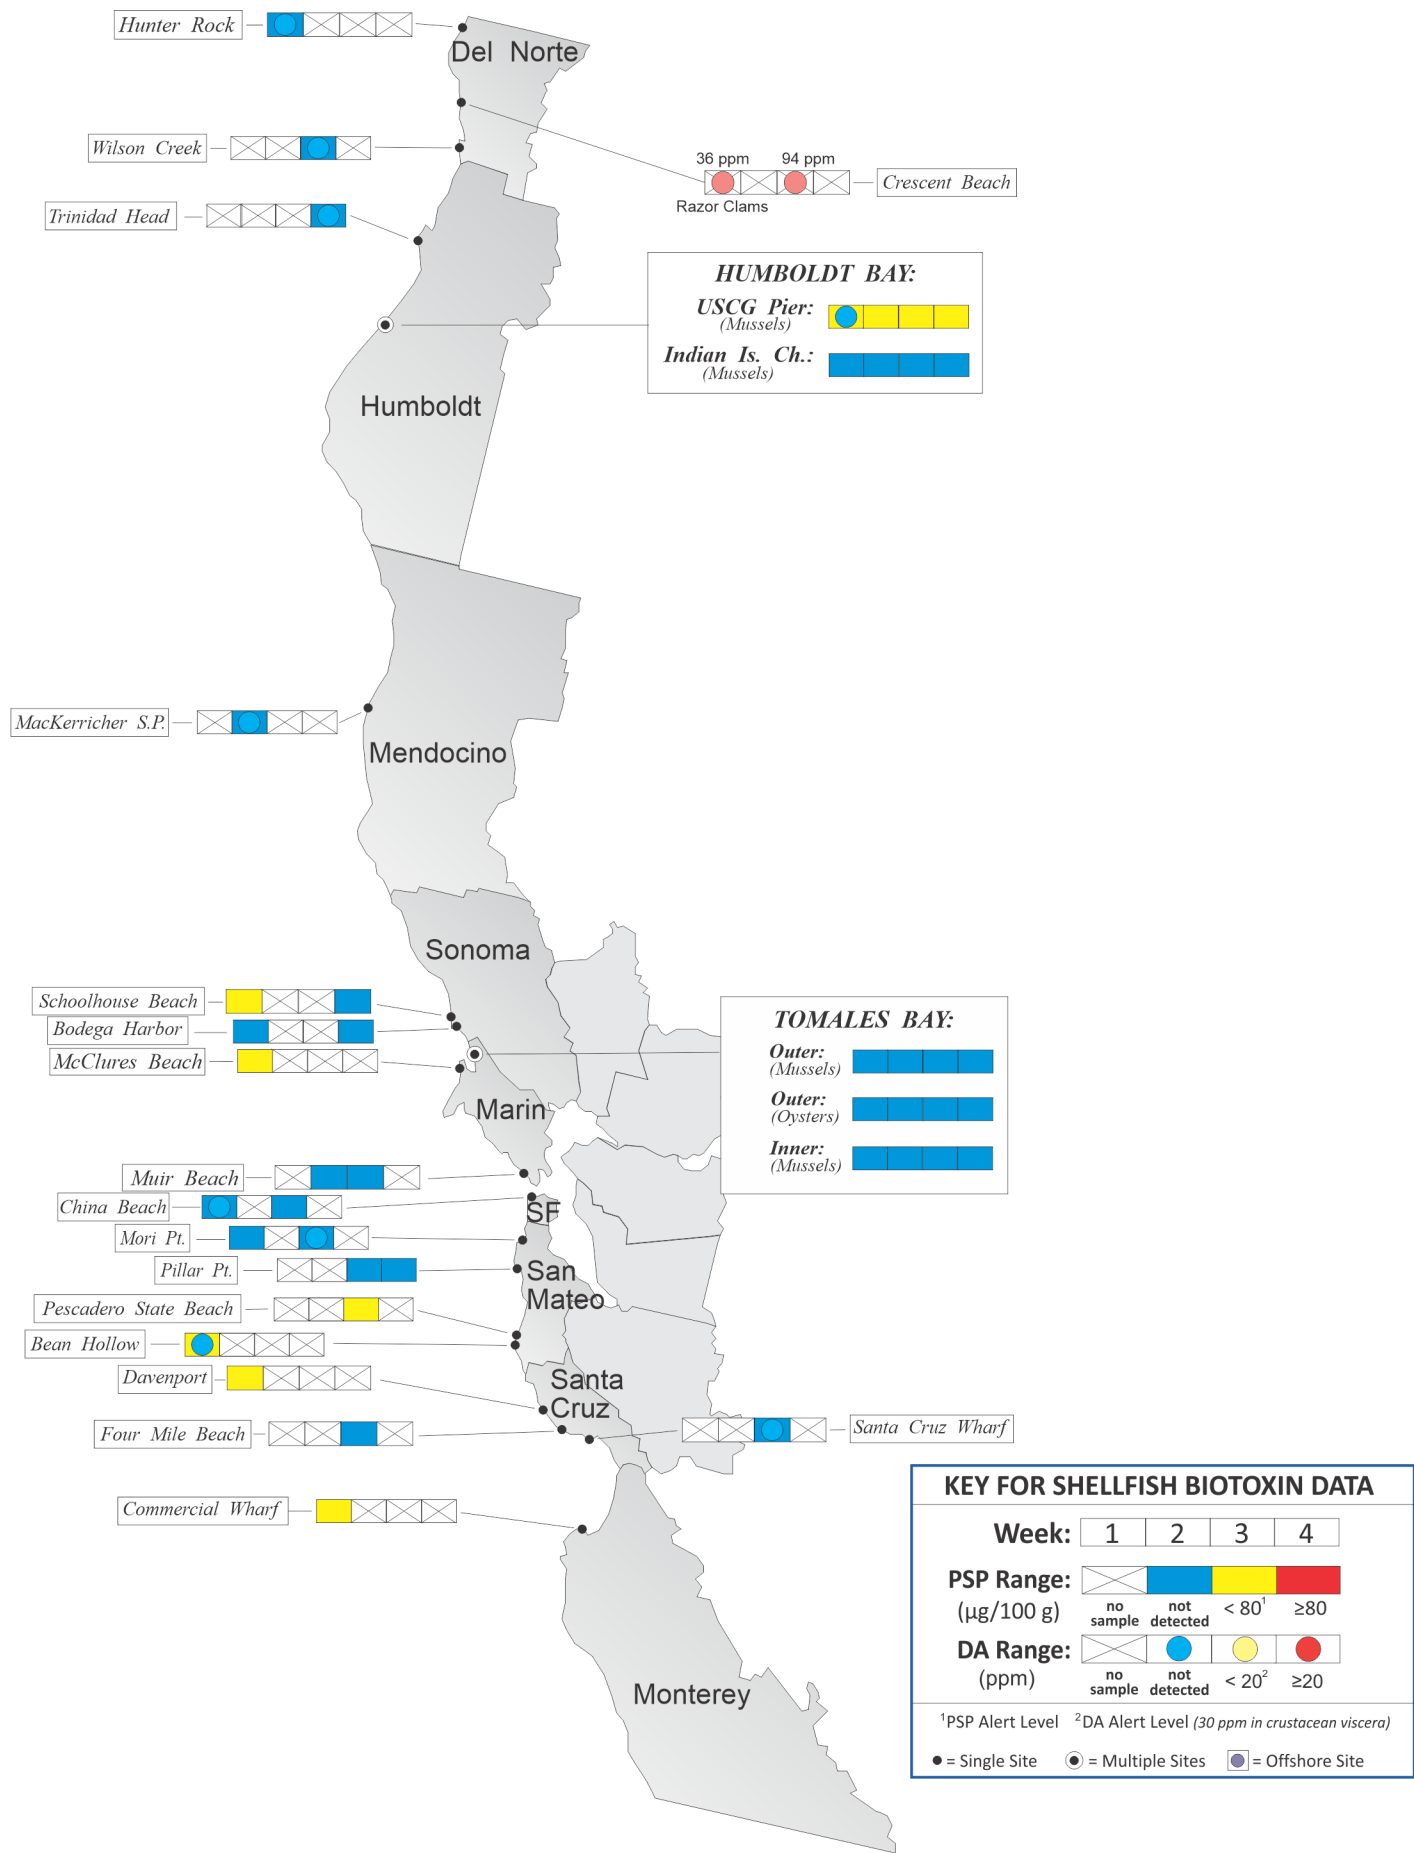 Hunter Rock
Del Norte
Wilson Creek
36 ppm 94 ppm
Crescent Beach
Razor Clams
Trinidad Head
HUMBOLDT BAY:
USCG Pier:
(Mussels)
Indian Is. Ch.:
(Mussels)
Humboldt
MacKerricher S.P.
Mendocino
Sonoma
Schoolhouse Beach
Bodega Harbor
McClures Beach
TOMALES BAY:
Outer:
(Mussels)
Outer:
(Oysters)
Inner:
(Mussels)
Marin
Muir Beach
China Beach
SF
Mori Pt.
Pillar Pt.
San
Mateo
Pescadero State Beach
Bean Hollow
Davenport
Santa
Cruz
Four Mile Beach
Santa Cruz Wharf
Commercial Wharf
Monterey
KEY FOR SHELLFISH BIOTOXIN DATA
Week: 1 2 3 4
PSP Range:
(µg/100 g)
no sample not detected < 80¹ ≥80
DA Range:
(ppm)
no sample not detected < 20² ≥20
¹PSP Alert Level ²DA Alert Level (30 ppm in crustacean viscera)
= Single Site = Multiple Sites = Offshore Site